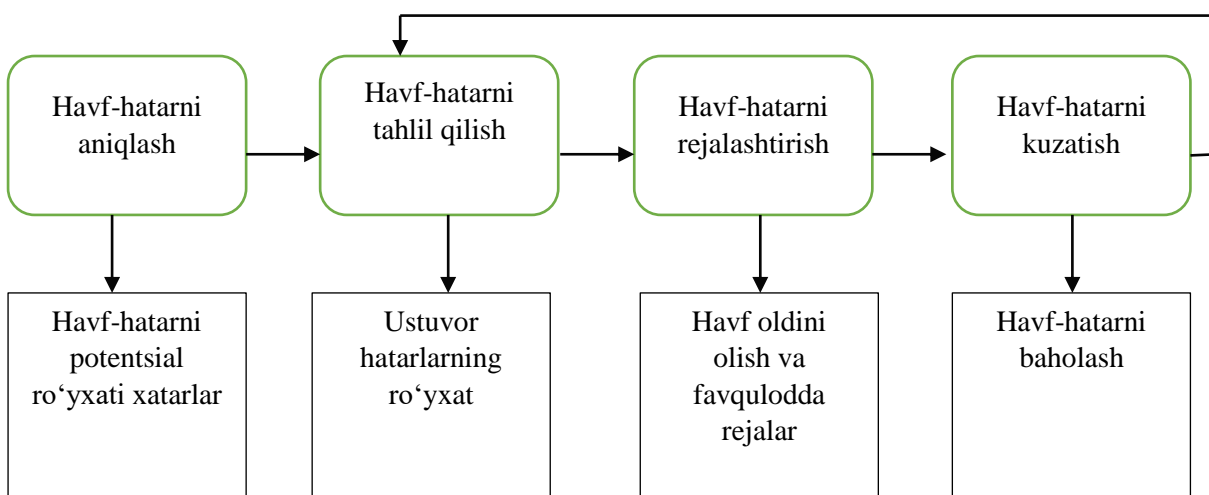 Havf-hatarni
aniqlash
Havf-hatarni
tahlil qilish
Havf-hatarni
rejalashtirish
Havf-hatarni
kuzatish
Havf-hatarni
potentsial
ro‘yxati xatarlar
Ustuvor
hatarlarning
ro‘yxat
Havf oldini
olish va
favqulodda
rejalar
Havf-hatarni
baholash